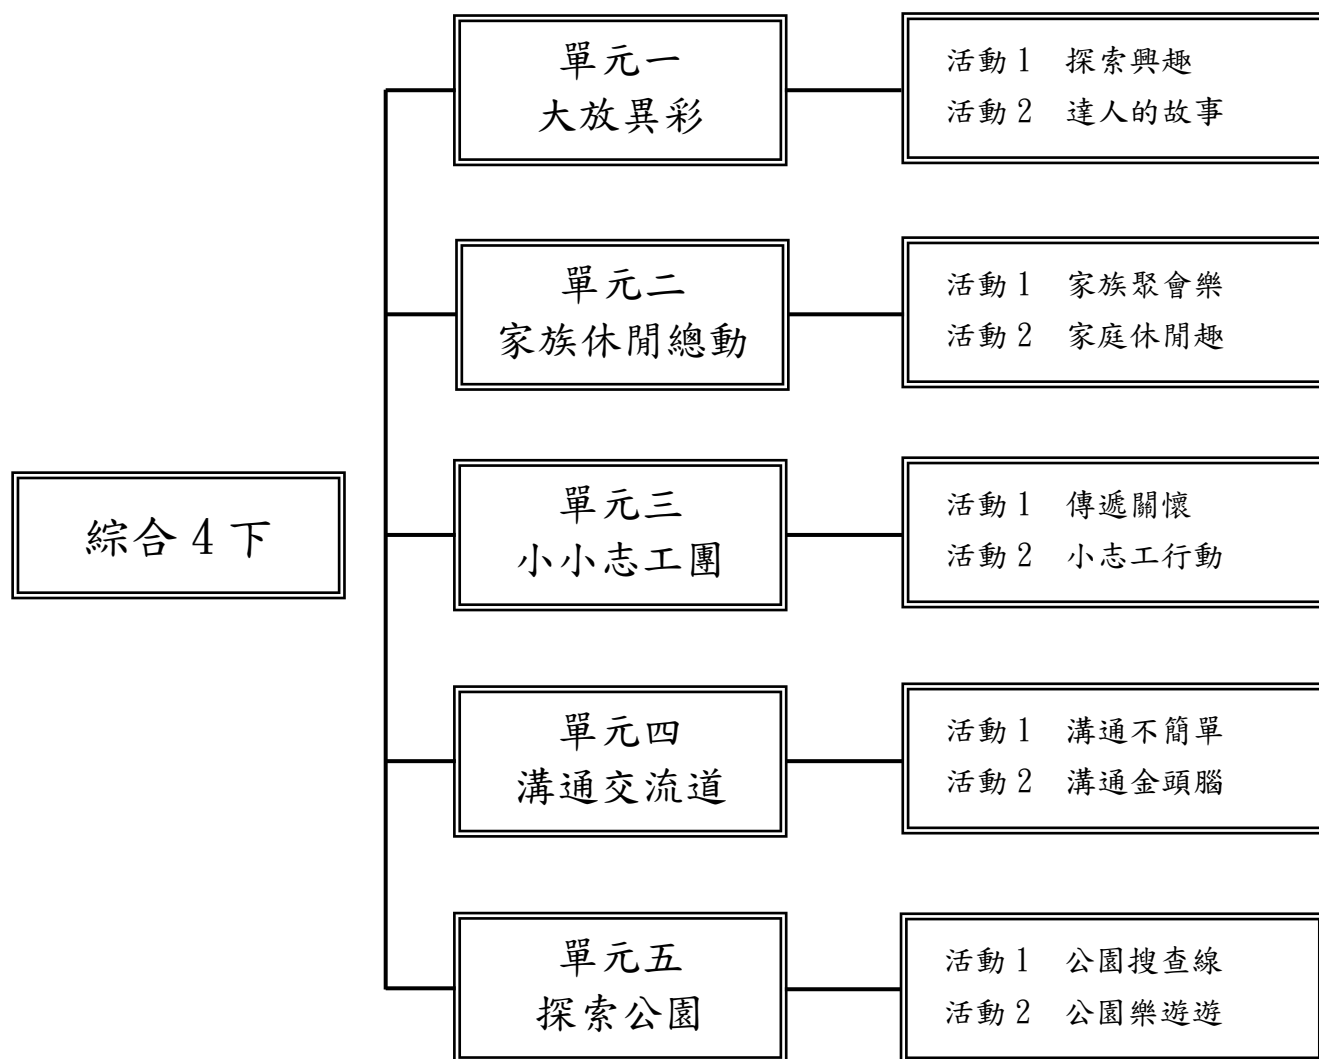 綜合 4 下
單元一
大放異彩
活動 1 探索興趣
活動 2 達人的故事
單元二
家族休閒總動
活動 1 家族聚會樂
活動 2 家庭休閒趣
單元三
小小志工團
活動 1 傳遞關懷
活動 2 小志工行動
單元四
溝通交流道
活動 1 溝通不簡單
活動 2 溝通金頭腦
單元五
探索公園
活動 1 公園搜查線
活動 2 公園樂遊遊